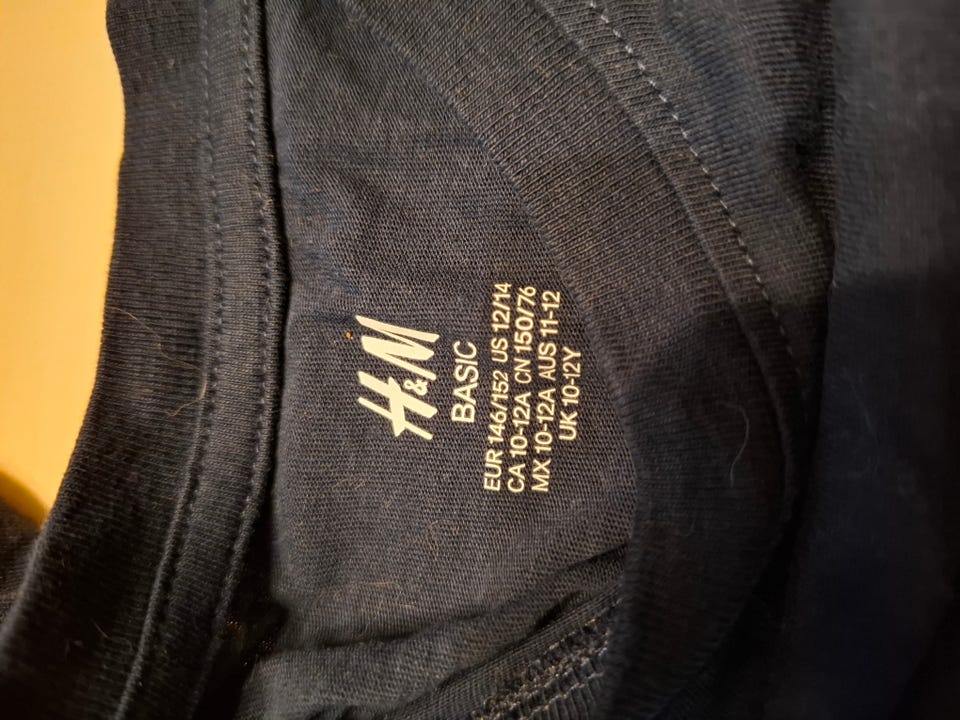 H&M
BASIC
EUR 146/152 US 12/14
CA 10-12A CN 150/76
MX 10-12A AUS 11-12
UK 10-12Y